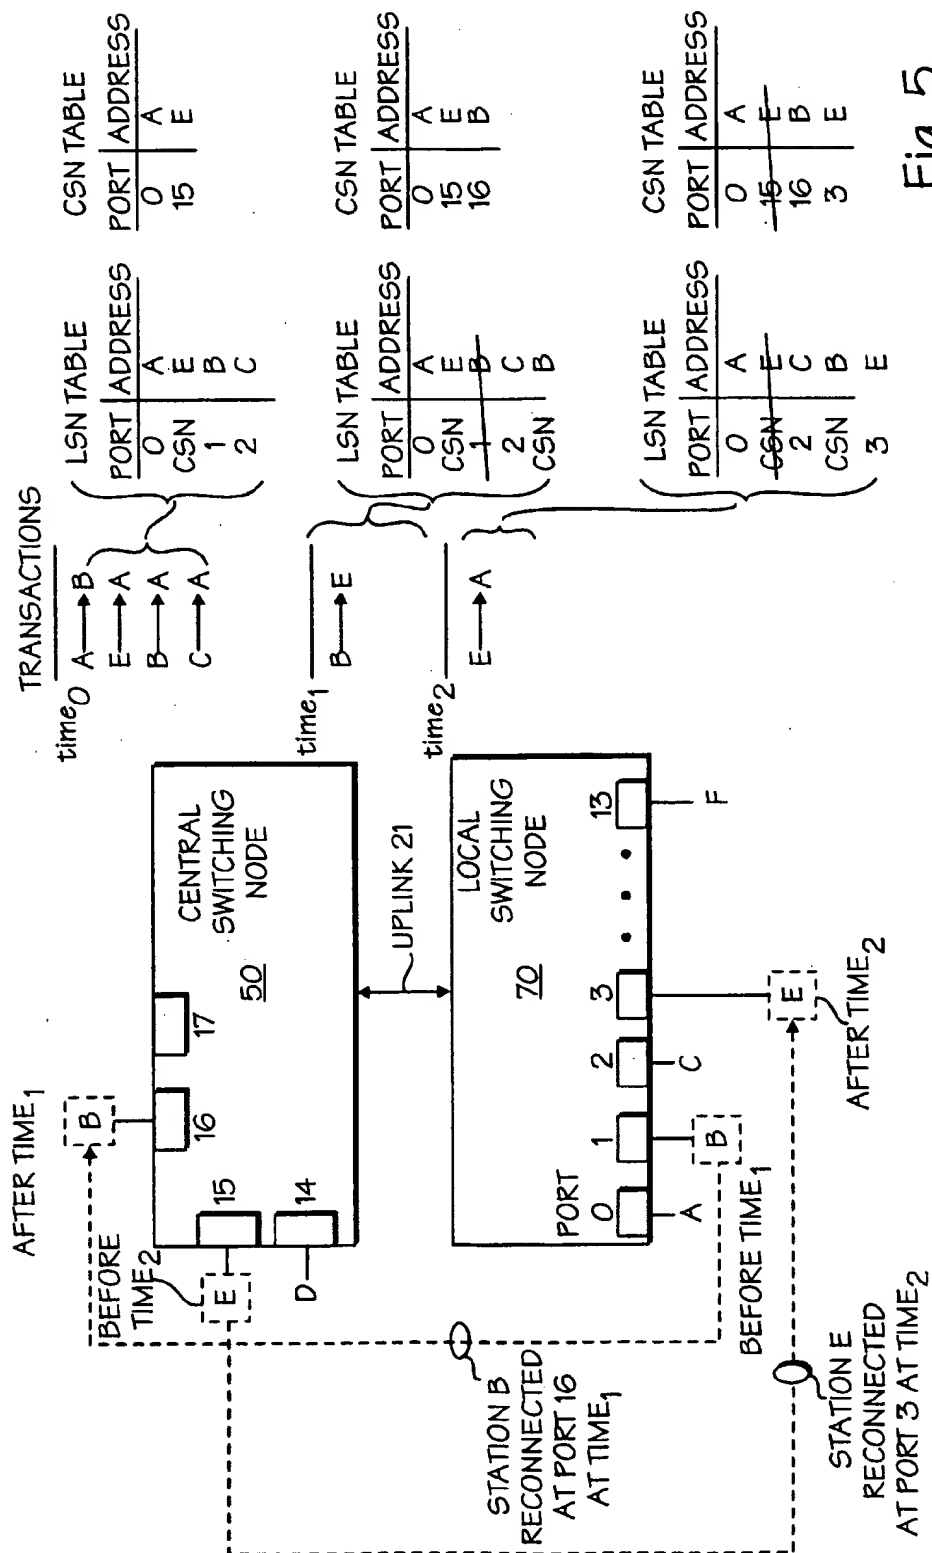 TRANSACTIONS
time0
A→B
E→A
B→A
C→A
time1
B→E
time2
E→A
LSN TABLE
PORT | ADDRESS
0 A
CSN E
1 B
2 C
CSN TABLE
PORT | ADDRESS
0 A
15 E
LSN TABLE
PORT | ADDRESS
0 A
CSN E
1 B
2 C
CSN B
CSN TABLE
PORT | ADDRESS
0 A
15 E
16 B
LSN TABLE
PORT | ADDRESS
0 A
CSN E
2 C
CSN B
3 E
CSN TABLE
PORT | ADDRESS
0 A
15 E
16 B
3 E
AFTER TIME1
B
BEFORE
TIME2
E
D
14
15
16
17
CENTRAL
SWITCHING
NODE
50
UPLINK 21
LOCAL
SWITCHING
NODE
70
PORT
0
1
2
3
13
A
B
C
E
F
BEFORE TIME1
AFTER TIME2
STATION B
RECONNECTED
AT PORT 16
AT TIME1
STATION E
RECONNECTED
AT PORT 3 AT TIME2
Fig. 5